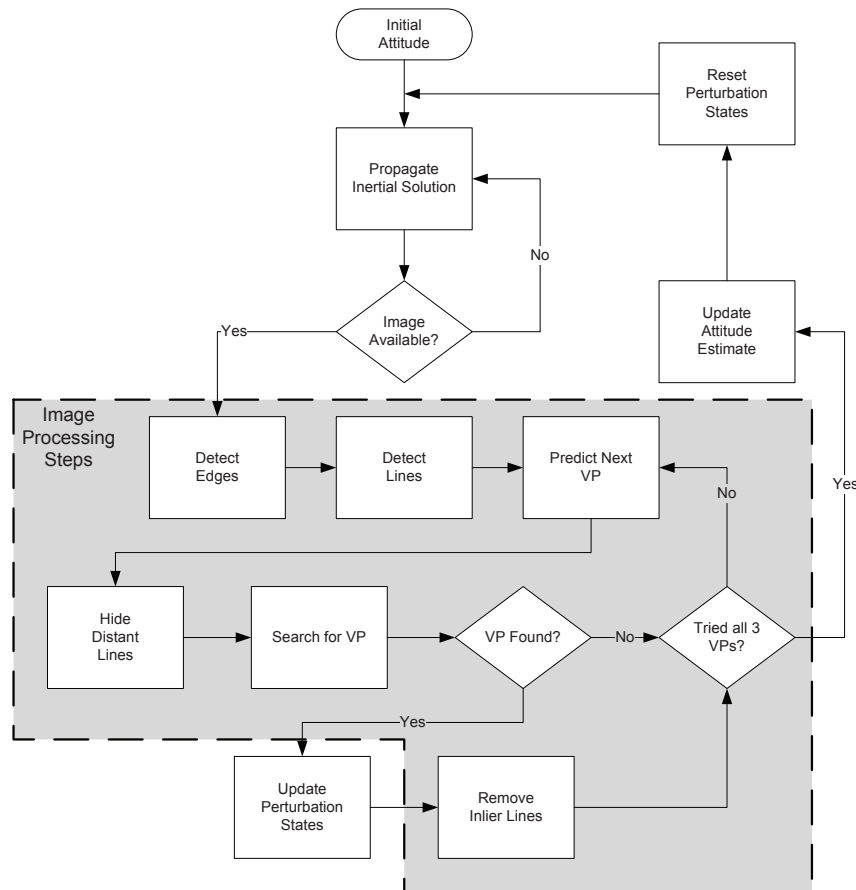 Initial
Attitude
Reset
Perturbation
States
Propagate
Inertial Solution
No
Image
Available?
Yes
Update
Attitude
Estimate
Image
Processing
Steps
Detect
Edges
Detect
Lines
Predict Next
VP
No
Yes
Hide
Distant
Lines
Search for VP
VP Found?
No
Tried all 3
VPs?
Yes
Update
Perturbation
States
Remove
Inlier Lines